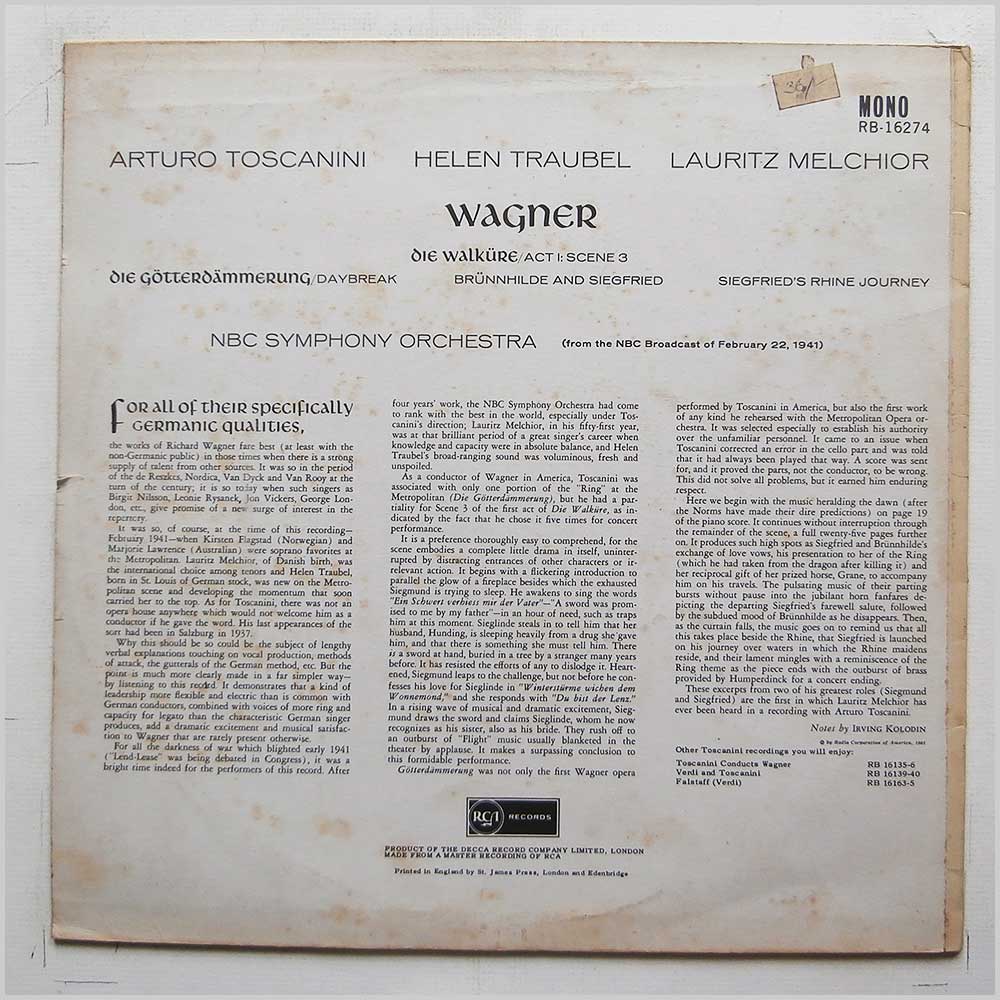 36/-
MONO
RB-16274
ARTURO TOSCANINI HELEN TRAUBEL LAURITZ MELCHIOR
WAGNER
DIE WALKÜRE/ACT I: SCENE 3
DIE GÖTTERDÄMMERUNG/DAYBREAK BRÜNNHILDE AND SIEGFRIED SIEGFRIED'S RHINE JOURNEY
NBC SYMPHONY ORCHESTRA (from the NBC Broadcast of February 22, 1941)
FOR ALL OF THEIR SPECIFICALLY
GERMANIC QUALITIES,
the works of Richard Wagner fare best (at least with the
non-Germanic public) in those times when there is a strong
supply of talent from other sources. It was so in the period
of the de Reszkes, Nordica, Van Dyck and Van Rooy at the
turn of the century; it is so today when such singers as
Birgit Nilsson, Leonie Rysanek, Jon Vickers, George Lon-
don, etc., give promise of a new surge of interest in the
repertory.
It was so, of course, at the time of this recording—
February 1941—when Kirsten Flagstad (Norwegian) and
Marjorie Lawrence (Australian) were soprano favorites at
the Metropolitan. Lauritz Melchior, of Danish birth, was
the international choice among tenors and Helen Traubel,
born in St. Louis of German stock, was new on the Metro-
politan scene and developing the momentum that soon
carried her to the top. As for Toscanini, there was not an
opera house anywhere which would not welcome him as a
conductor if he gave the word. His last appearances of the
sort had been in Salzburg in 1937.
Why this should be so could be the subject of lengthy
verbal explanations touching on vocal production, methods
of attack, the gutterals of the German method, etc. But the
point is much more clearly made in a far simpler way—
by listening to this record. It demonstrates that a kind of
leadership more flexible and electric than is common with
German conductors, combined with voices of more ring and
capacity for legato than the characteristic German singer
produces, add a dramatic excitement and musical satisfac-
tion to Wagner that are rarely present otherwise.
For all the darkness of war which blighted early 1941
("Lend-Lease" was being debated in Congress), it was a
bright time indeed for the performers of this record. After
four years' work, the NBC Symphony Orchestra had come
to rank with the best in the world, especially under Tos-
canini's direction; Lauritz Melchior, in his fifty-first year,
was at that brilliant period of a great singer's career when
knowledge and capacity were in absolute balance, and Helen
Traubel's broad-ranging sound was voluminous, fresh and
unspoiled.
As a conductor of Wagner in America, Toscanini was
associated with only one portion of the "Ring" at the
Metropolitan (Die Götterdämmerung), but he had a par-
tiality for Scene 3 of the first act of Die Walküre, as in-
dicated by the fact that he chose it five times for concert
performance.
It is a preference thoroughly easy to comprehend, for the
scene embodies a complete little drama in itself, uninter-
rupted by distracting entrances of other characters or ir-
relevant action. It begins with a flickering introduction to
parallel the glow of a fireplace besides which the exhausted
Siegmund is trying to sleep. He awakens to sing the words
"Ein Schwert verhiess mir der Vater"—"A sword was prom-
ised to me by my father"—in an hour of need, such as traps
him at this moment. Sieglinde steals in to tell him that her
husband, Hunding, is sleeping heavily from a drug she gave
him, and that there is something she must tell him. There
is a sword at hand, buried in a tree by a stranger many years
before. It has resisted the efforts of any to dislodge it. Heart-
ened, Siegmund leaps to the challenge, but not before he con-
fesses his love for Sieglinde in "Winterstürme wichen dem
Wonnemond," and she responds with "Du bist der Lenz."
In a rising wave of musical and dramatic excitement, Sieg-
mund draws the sword and claims Sieglinde, whom he now
recognizes as his sister, also as his bride. They rush off to
an outburst of "Flight" music usually blanketed in the
theater by applause. It makes a surpassing conclusion to
this formidable performance.
Götterdämmerung was not only the first Wagner opera
performed by Toscanini in America, but also the first work
of any kind he rehearsed with the Metropolitan Opera or-
chestra. It was selected especially to establish his authority
over the unfamiliar personnel. It came to an issue when
Toscanini corrected an error in the cello part and was told
that it had always been played that way. A score was sent
for, and it proved the parts, not the conductor, to be wrong.
This did not solve all problems, but it earned him enduring
respect.
Here we begin with the music heralding the dawn (after
the Norms have made their dire predictions) on page 19
of the piano score. It continues without interruption through
the remainder of the scene, a full twenty-five pages further
on. It produces such high spots as Siegfried and Brünnhilde's
exchange of love vows, his presentation to her of the Ring
(which he had taken from the dragon after killing it) and
her reciprocal gift of her prized horse, Grane, to accompany
him on his travels. The pulsating music of their parting
bursts without pause into the jubilant horn fanfares de-
picting the departing Siegfried's farewell salute, followed
by the subdued mood of Brünnhilde as he disappears. Then,
as the curtain falls, the music goes on to remind us that all
this takes place beside the Rhine, that Siegfried is launched
on his journey over waters in which the Rhine maidens
reside, and their lament mingles with a reminiscence of the
Ring theme as the piece ends with the outburst of brass
provided by Humperdinck for a concert ending.
These excerpts from two of his greatest roles (Siegmund
and Siegfried) are the first in which Lauritz Melchior has
ever been heard in a recording with Arturo Toscanini.
Notes by IRVING KOLODIN
© by Radio Corporation of America, 1961
Other Toscanini recordings you will enjoy:
Toscanini Conducts Wagner RB 16135-6
Verdi and Toscanini RB 16139-40
Falstaff (Verdi) RB 16163-5
RCA RECORDS
PRODUCT OF THE DECCA RECORD COMPANY LIMITED, LONDON
MADE FROM A MASTER RECORDING OF RCA
Printed in England by St. James Press, London and Edenbridge